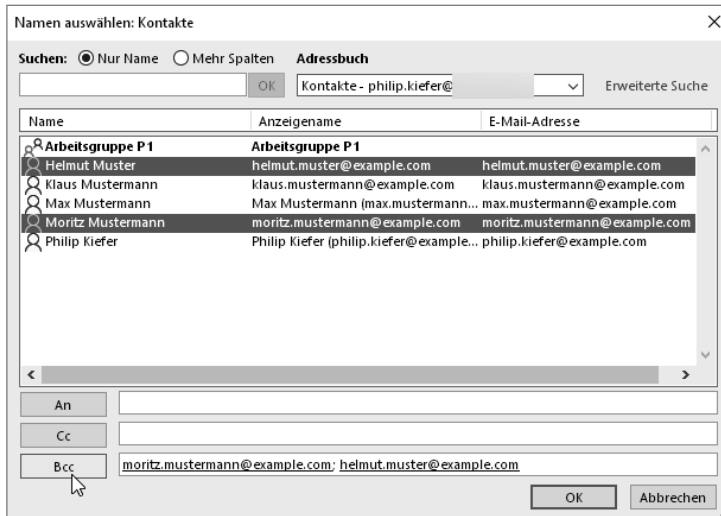 Namen auswählen: Kontakte
Suchen: Nur Name Mehr Spalten Adressbuch
OK Kontakte - philip.kiefer@ Erweiterte Suche
Name Anzeigename E-Mail-Adresse
Arbeitsgruppe P1 Arbeitsgruppe P1
Helmut Muster helmut.muster@example.com helmut.muster@example.com
Klaus Mustermann klaus.mustermann@example.com klaus.mustermann@example.com
Max Mustermann Max Mustermann (max.mustermann... max.mustermann@example.com
Moritz Mustermann moritz.mustermann@example.com moritz.mustermann@example.com
Philip Kiefer Philip Kiefer (philip.kiefer@example... philip.kiefer@example.com
An
Cc
Bcc moritz.mustermann@example.com; helmut.muster@example.com
OK Abbrechen